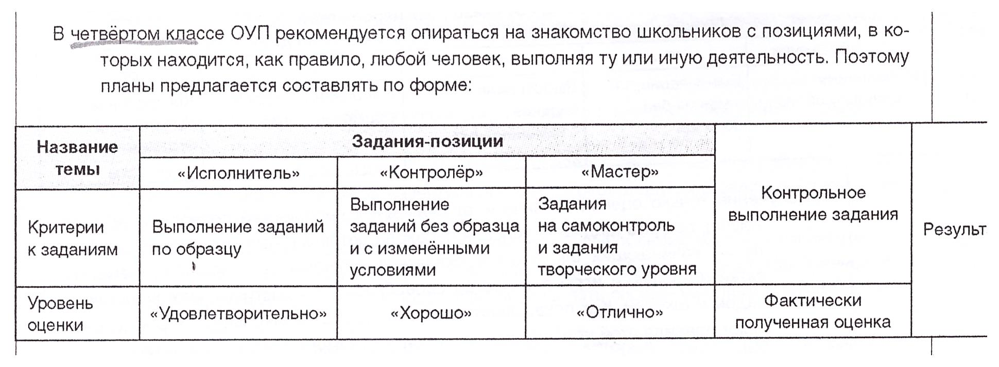 В четвёртом классе ОУП рекомендуется опираться на знакомство школьников с позициями, в ко-
торых находится, как правило, любой человек, выполняя ту или иную деятельность. Поэтому
планы предлагается составлять по форме:
Название
темы
Задания-позиции
«Исполнитель»
«Контролёр»
«Мастер»
Контрольное
выполнение задания
Результ
Критерии
к заданиям
Выполнение заданий
по образцу
Выполнение
заданий без образца
и с изменёнными
условиями
Задания
на самоконтроль
и задания
творческого уровня
Уровень
оценки
«Удовлетворительно»
«Хорошо»
«Отлично»
Фактически
полученная оценка